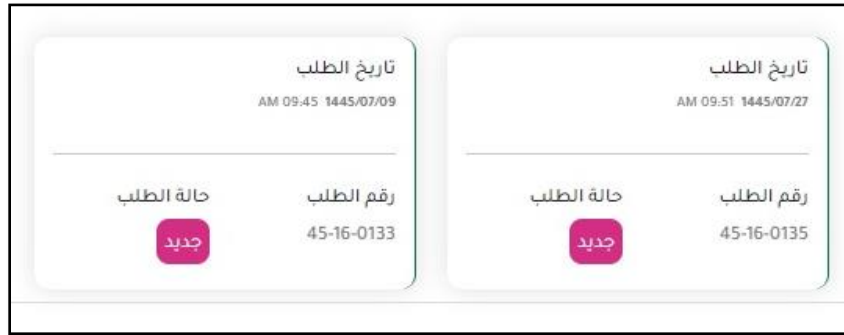 تاريخ الطلب
1445/07/27 09:51 AM
رقم الطلب
حالة الطلب
45-16-0135
جديد
تاريخ الطلب
1445/07/09 09:45 AM
رقم الطلب
حالة الطلب
45-16-0133
جديد